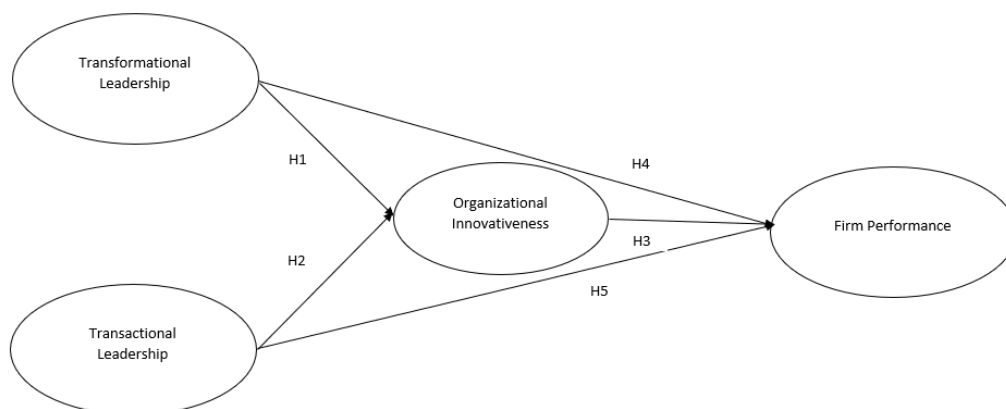 Transformational
Leadership
H1
H4
Organizational
Innovativeness
Firm Performance
H3
H2
H5
Transactional
Leadership